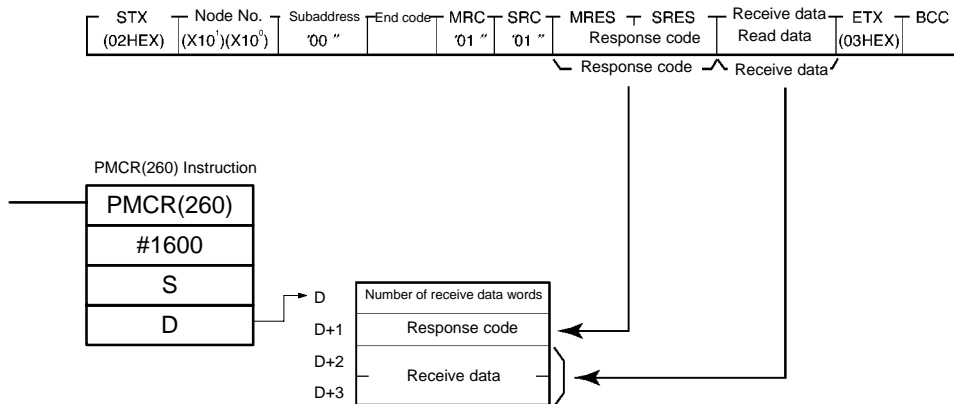 STX Node No. Subaddress End code MRC SRC MRES SRES Receive data ETX BCC
(02HEX) (X10¹)(X10⁰) '00 " '01 " '01 " Response code Read data (03HEX)
Response code Receive data
PMCR(260) Instruction
PMCR(260)
#1600
S
D
D Number of receive data words
D+1 Response code
D+2
Receive data
D+3